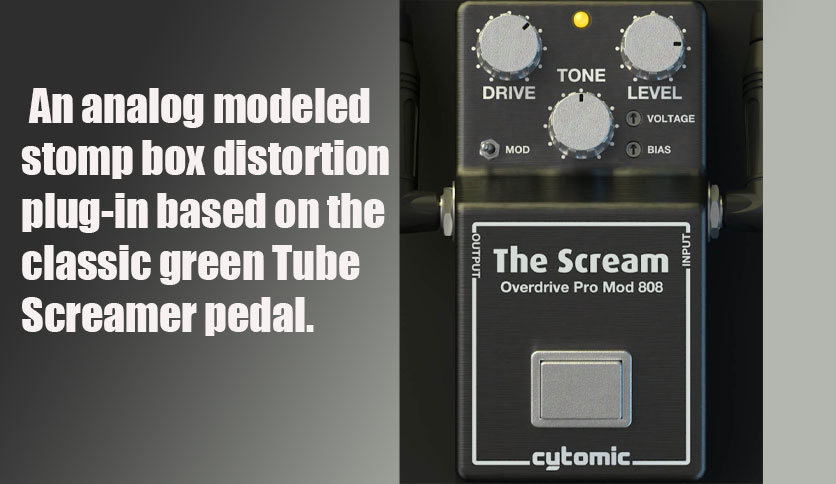 An analog modeled
stomp box distortion
plug-in based on the
classic green Tube
Screamer pedal.
DRIVE
TONE
LEVEL
VOLTAGE
MOD
BIAS
OUTPUT
INPUT
The Scream
Overdrive Pro Mod 808
cytomic